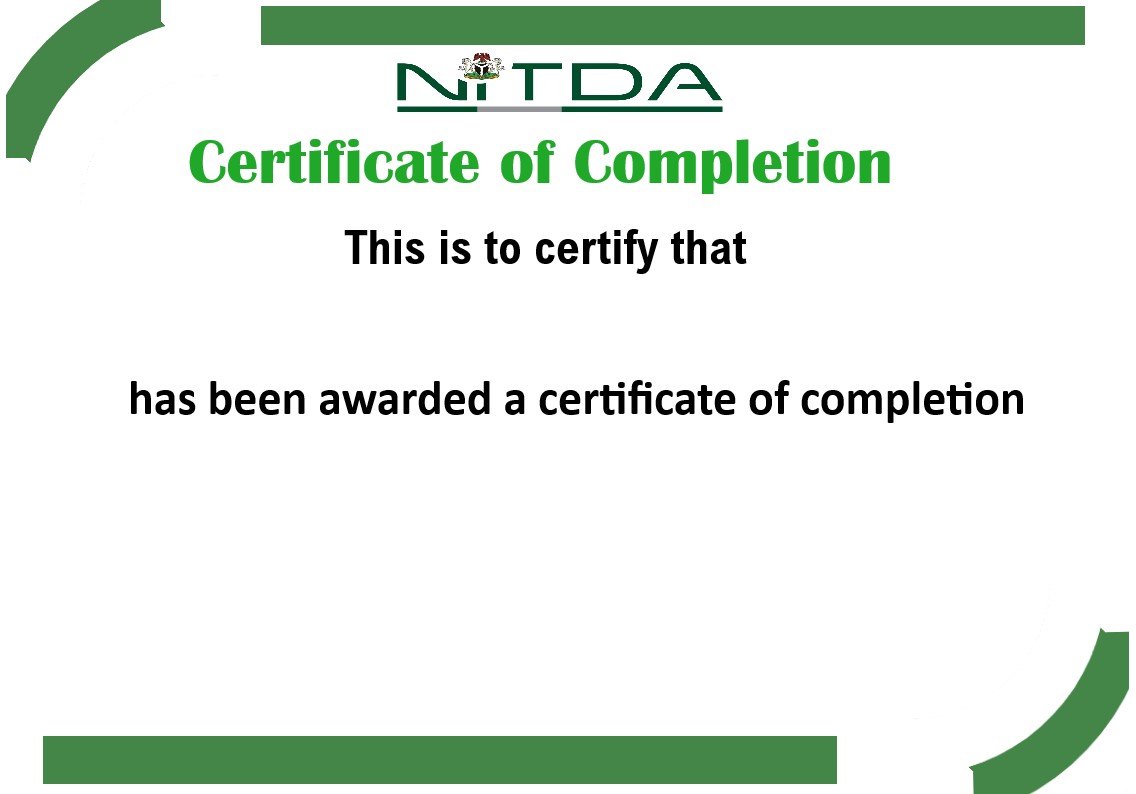 NITDA
Certificate of Completion
This is to certify that
has been awarded a certificate of completion